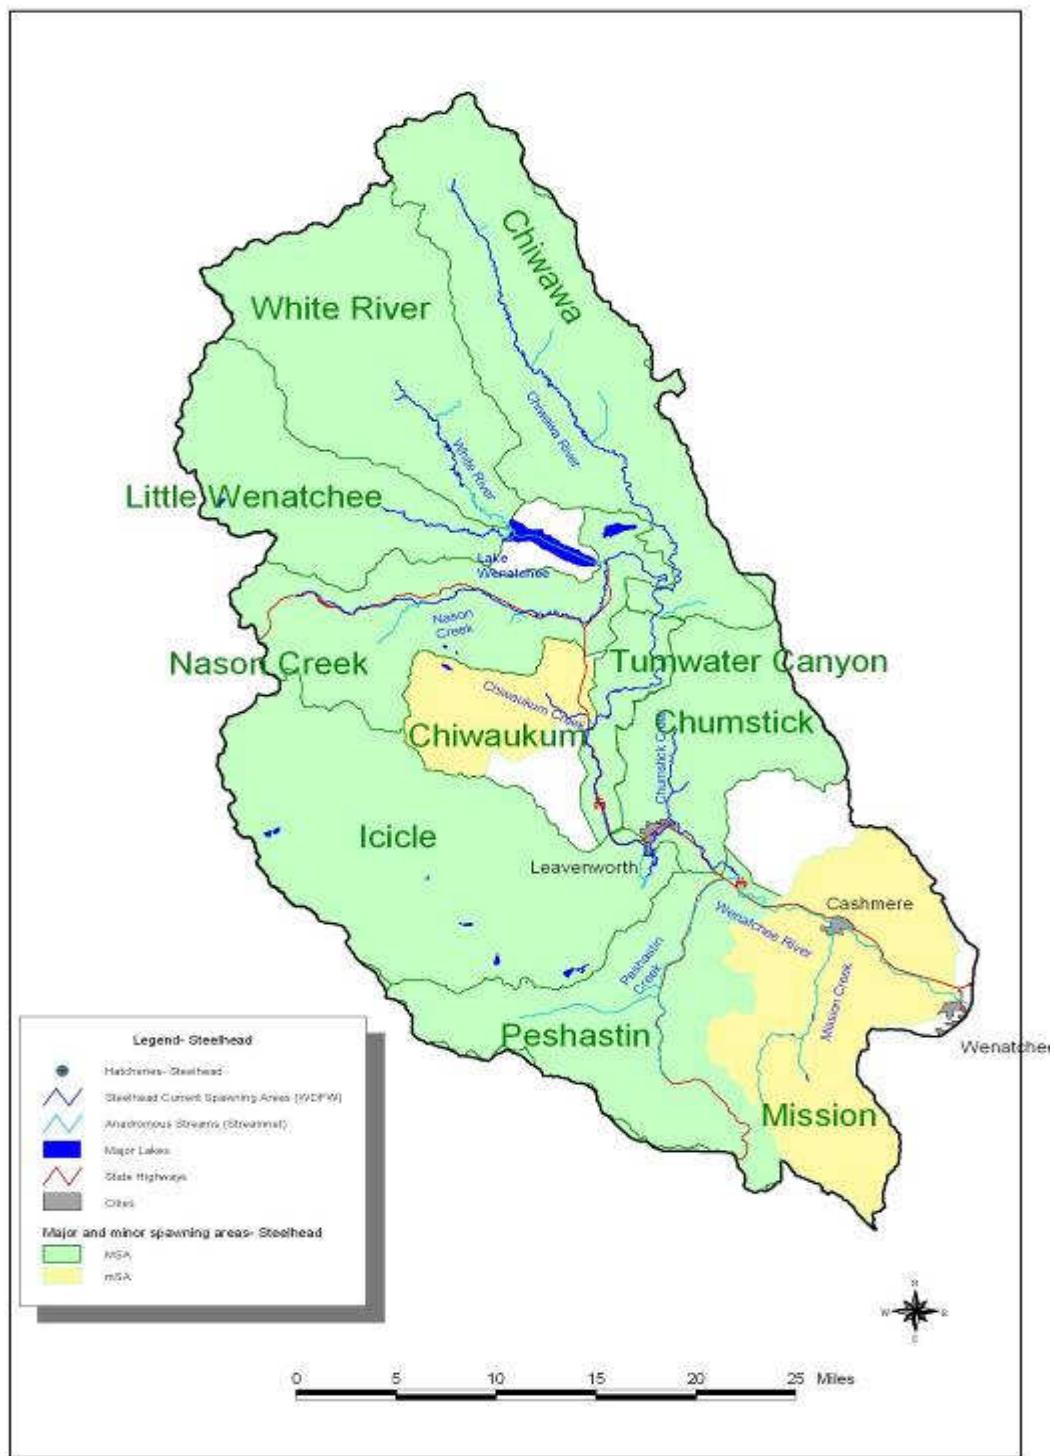 Chiwawa
White River
Chiwawa River
White River
Little Wenatchee
Lake
Wenatchee
Nason
Creek
Nason Creek
Tumwater Canyon
Chiwaukum Creek
Chiwaukum
Chumstick
Chumstick Creek
Icicle
Leavenworth
Cashmere
Wenatchee River
Peshastin
Creek
Mission Creek
Peshastin
Wenatchee
Mission
Legend- Steelhead
Hatcheries- Steelhead
Steelhead Current Spawning Areas (WDFW)
Anadromous Streams (Streamnet)
Major Lakes
State Highways
Cities
Major and minor spawning areas- Steelhead
MSA
mSA
N
W
E
S
0 5 10 15 20 25 Miles